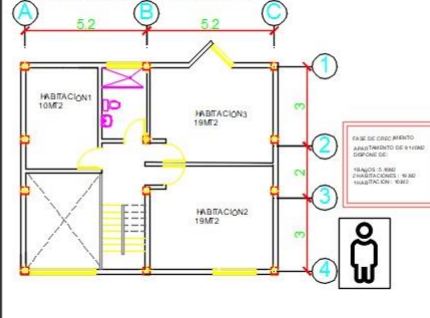 A B C
5.2 5.2
1
HABITACION1
10MT2
HABITACION3
19MT2
3
2
FASE DE CRECIMIENTO
APARTAMENTO DE
DISPONE DE:
2
3
HABITACION2
19MT2
3
4